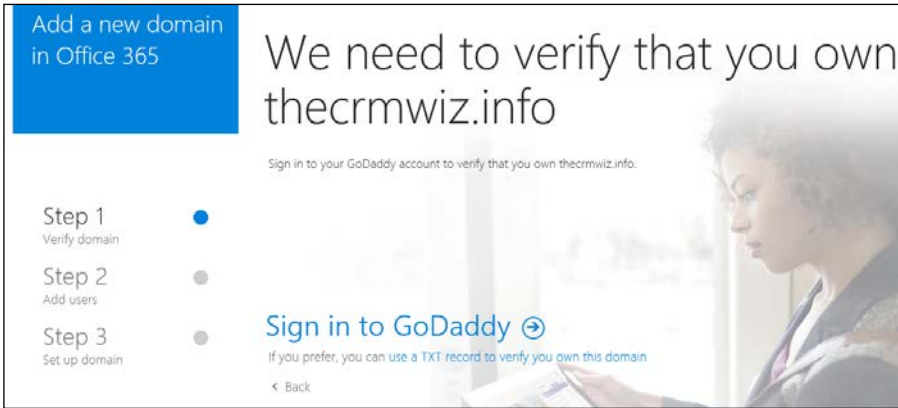 Add a new domain
in Office 365
We need to verify that you own
thecrmwiz.info
Sign in to your GoDaddy account to verify that you own thecrmwiz.info.
Step 1
Verify domain
Step 2
Add users
Step 3
Set up domain
Sign in to GoDaddy
If you prefer, you can use a TXT record to verify you own this domain
< Back